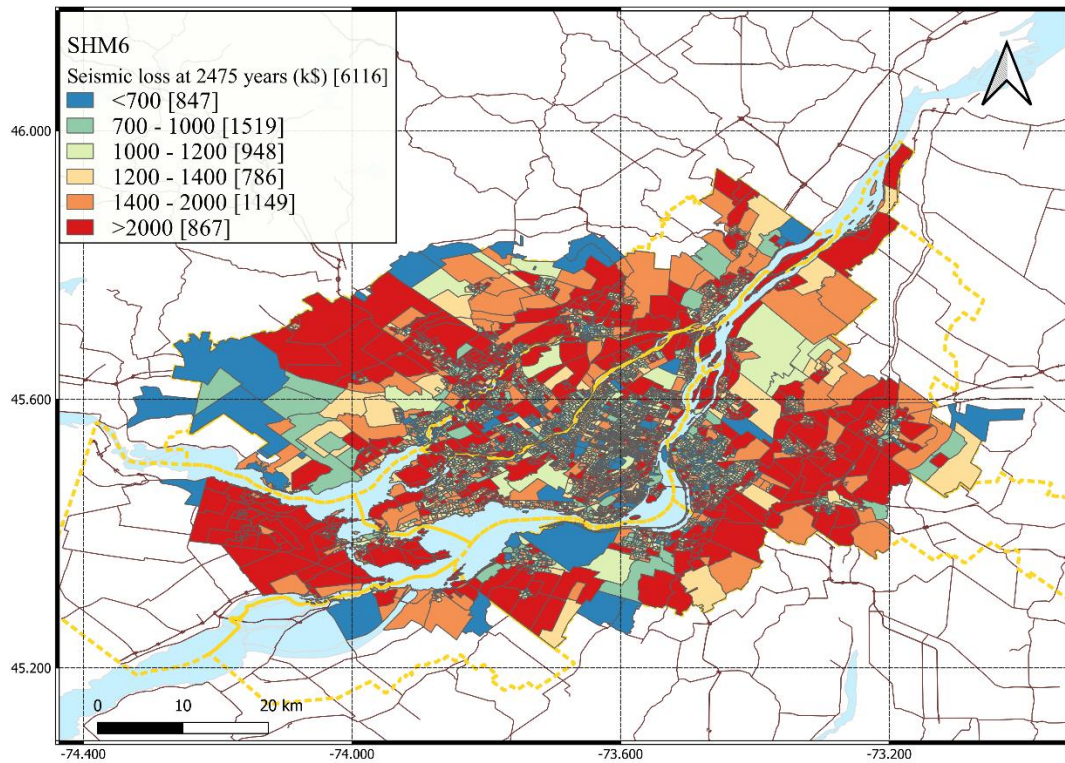 SHM6
Seismic loss at 2475 years (k$) [6116]
<700 [847]
700 - 1000 [1519]
1000 - 1200 [948]
1200 - 1400 [786]
1400 - 2000 [1149]
>2000 [867]
46.000
45.600
45.200
0 10 20 km
-74.400 -74.000 -73.600 -73.200